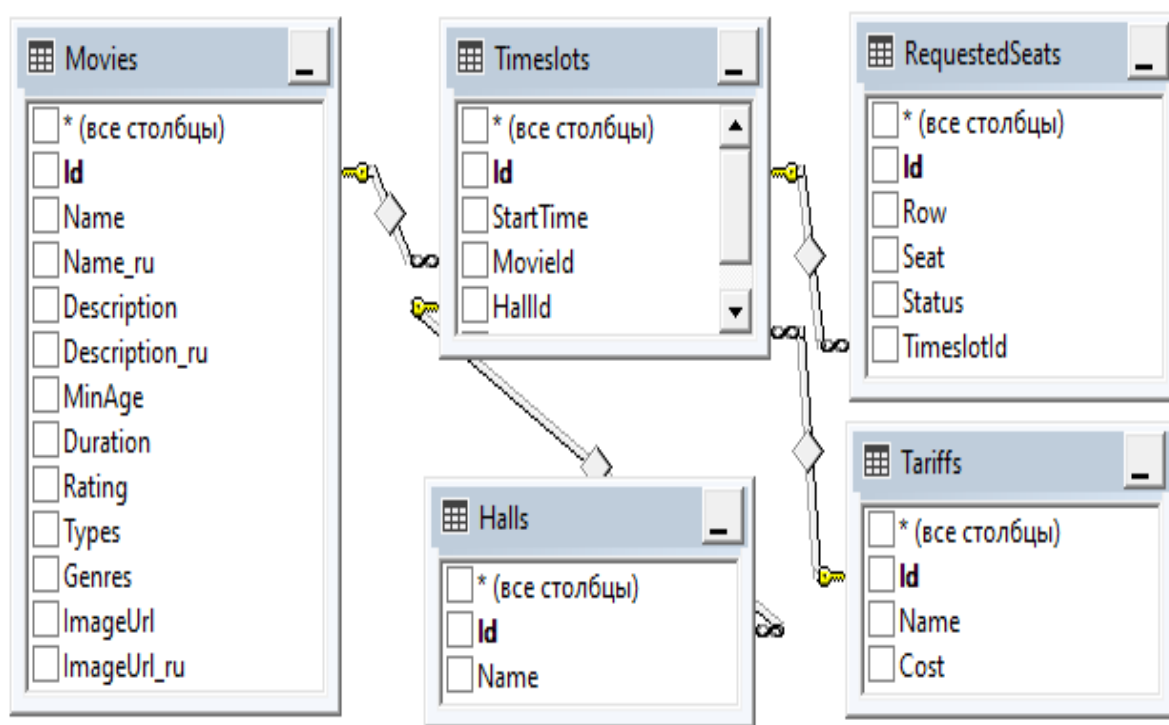 Movies
* (все столбцы)
Id
Name
Name_ru
Description
Description_ru
MinAge
Duration
Rating
Types
Genres
ImageUrl
ImageUrl_ru
Timeslots
* (все столбцы)
Id
StartTime
MovieId
HallId
RequestedSeats
* (все столбцы)
Id
Row
Seat
Status
TimeslotId
Halls
* (все столбцы)
Id
Name
Tariffs
* (все столбцы)
Id
Name
Cost